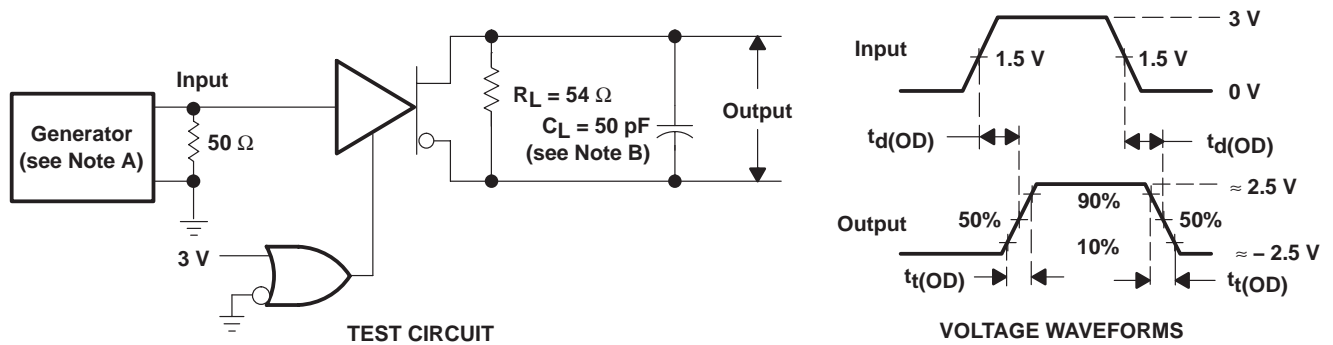 Generator
(see Note A)
Input
50 Ω
3 V
R_L = 54 Ω
C_L = 50 pF
(see Note B)
Output
TEST CIRCUIT
Input
1.5 V
1.5 V
3 V
0 V
t_d(OD)
t_d(OD)
Output
50%
90%
50%
10%
≈ 2.5 V
≈ – 2.5 V
t_t(OD)
t_t(OD)
VOLTAGE WAVEFORMS